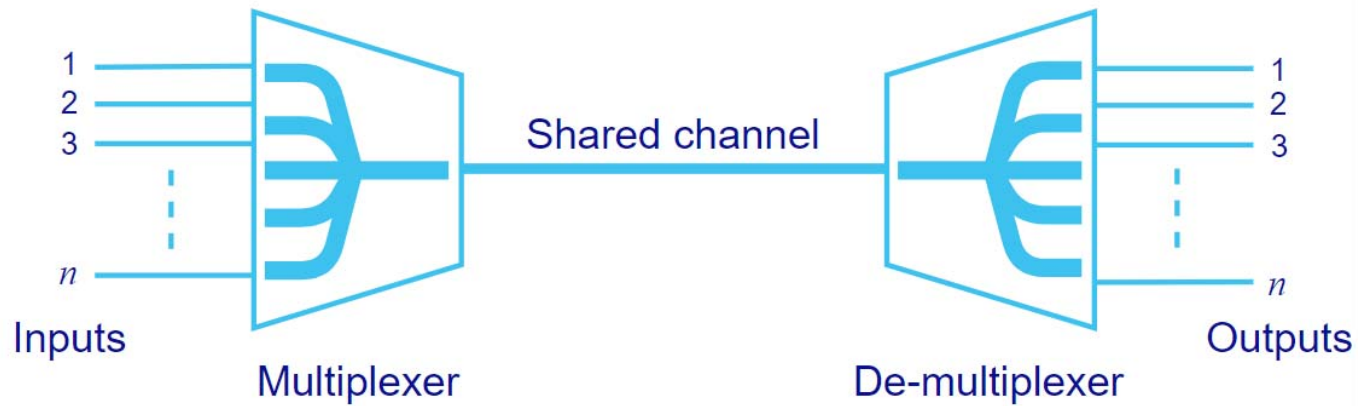 1
2
3
n
Inputs
Multiplexer
Shared channel
1
2
3
n
Outputs
De-multiplexer